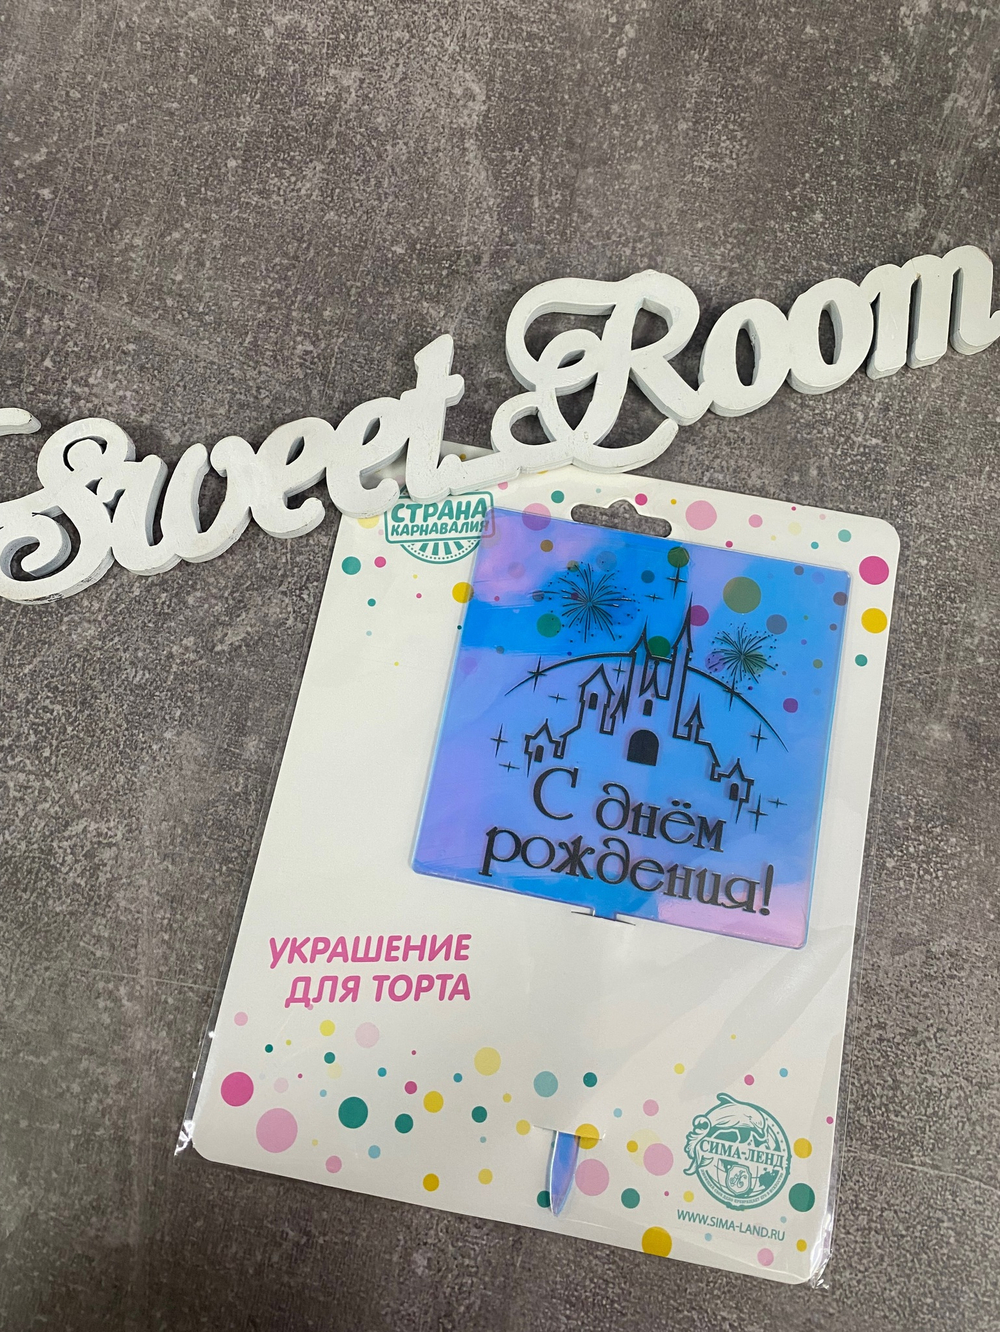 Sweet Room
СТРАНА
КАРНАВАЛИЯ
С днём
рождения!
УКРАШЕНИЕ
ДЛЯ ТОРТА
СИМА-ЛЕНД
WWW.SIMA-LAND.RU